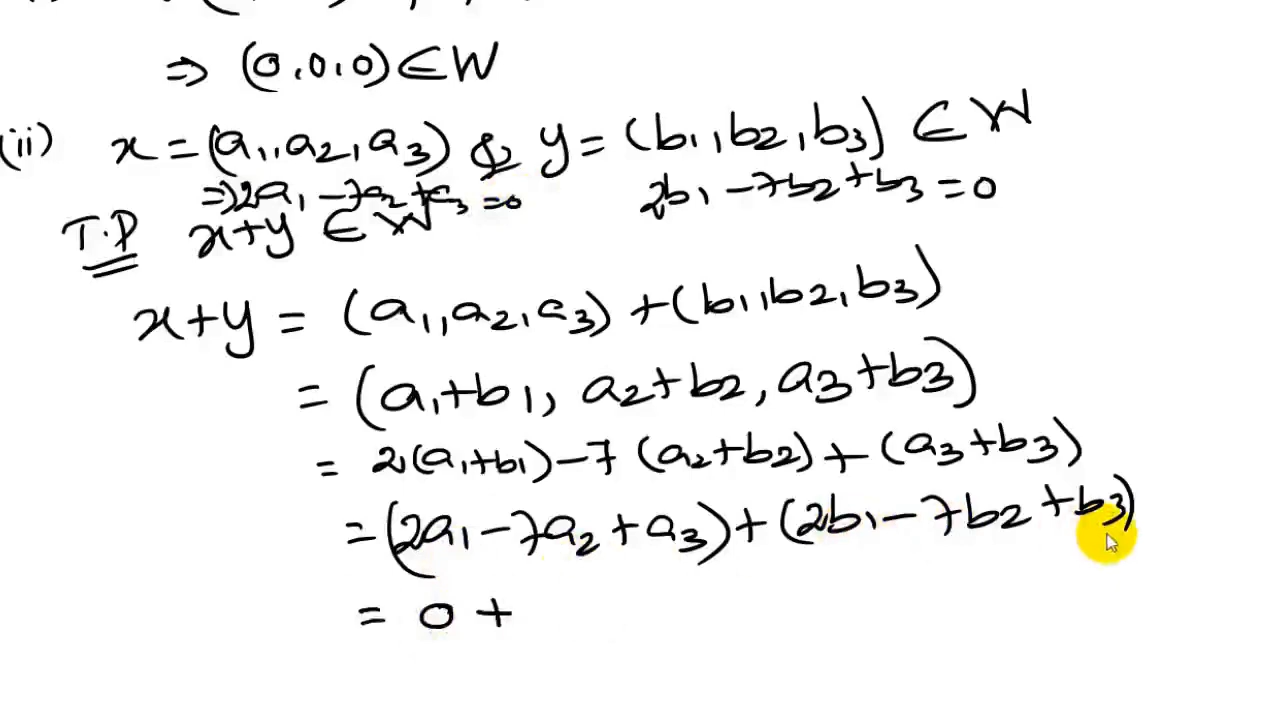 ⇒ (0,0,0) ∈ W
(ii) x = (a1, a2, a3) & y = (b1, b2, b3) ∈ W
⇒ 2a1 - 7a2 + a3 = 0 2b1 - 7b2 + b3 = 0
T.P x+y ∈ W
x+y = (a1, a2, a3) + (b1, b2, b3)
= (a1+b1, a2+b2, a3+b3)
= 2(a1+b1) - 7(a2+b2) + (a3+b3)
= (2a1 - 7a2 + a3) + (2b1 - 7b2 + b3)
= 0 +